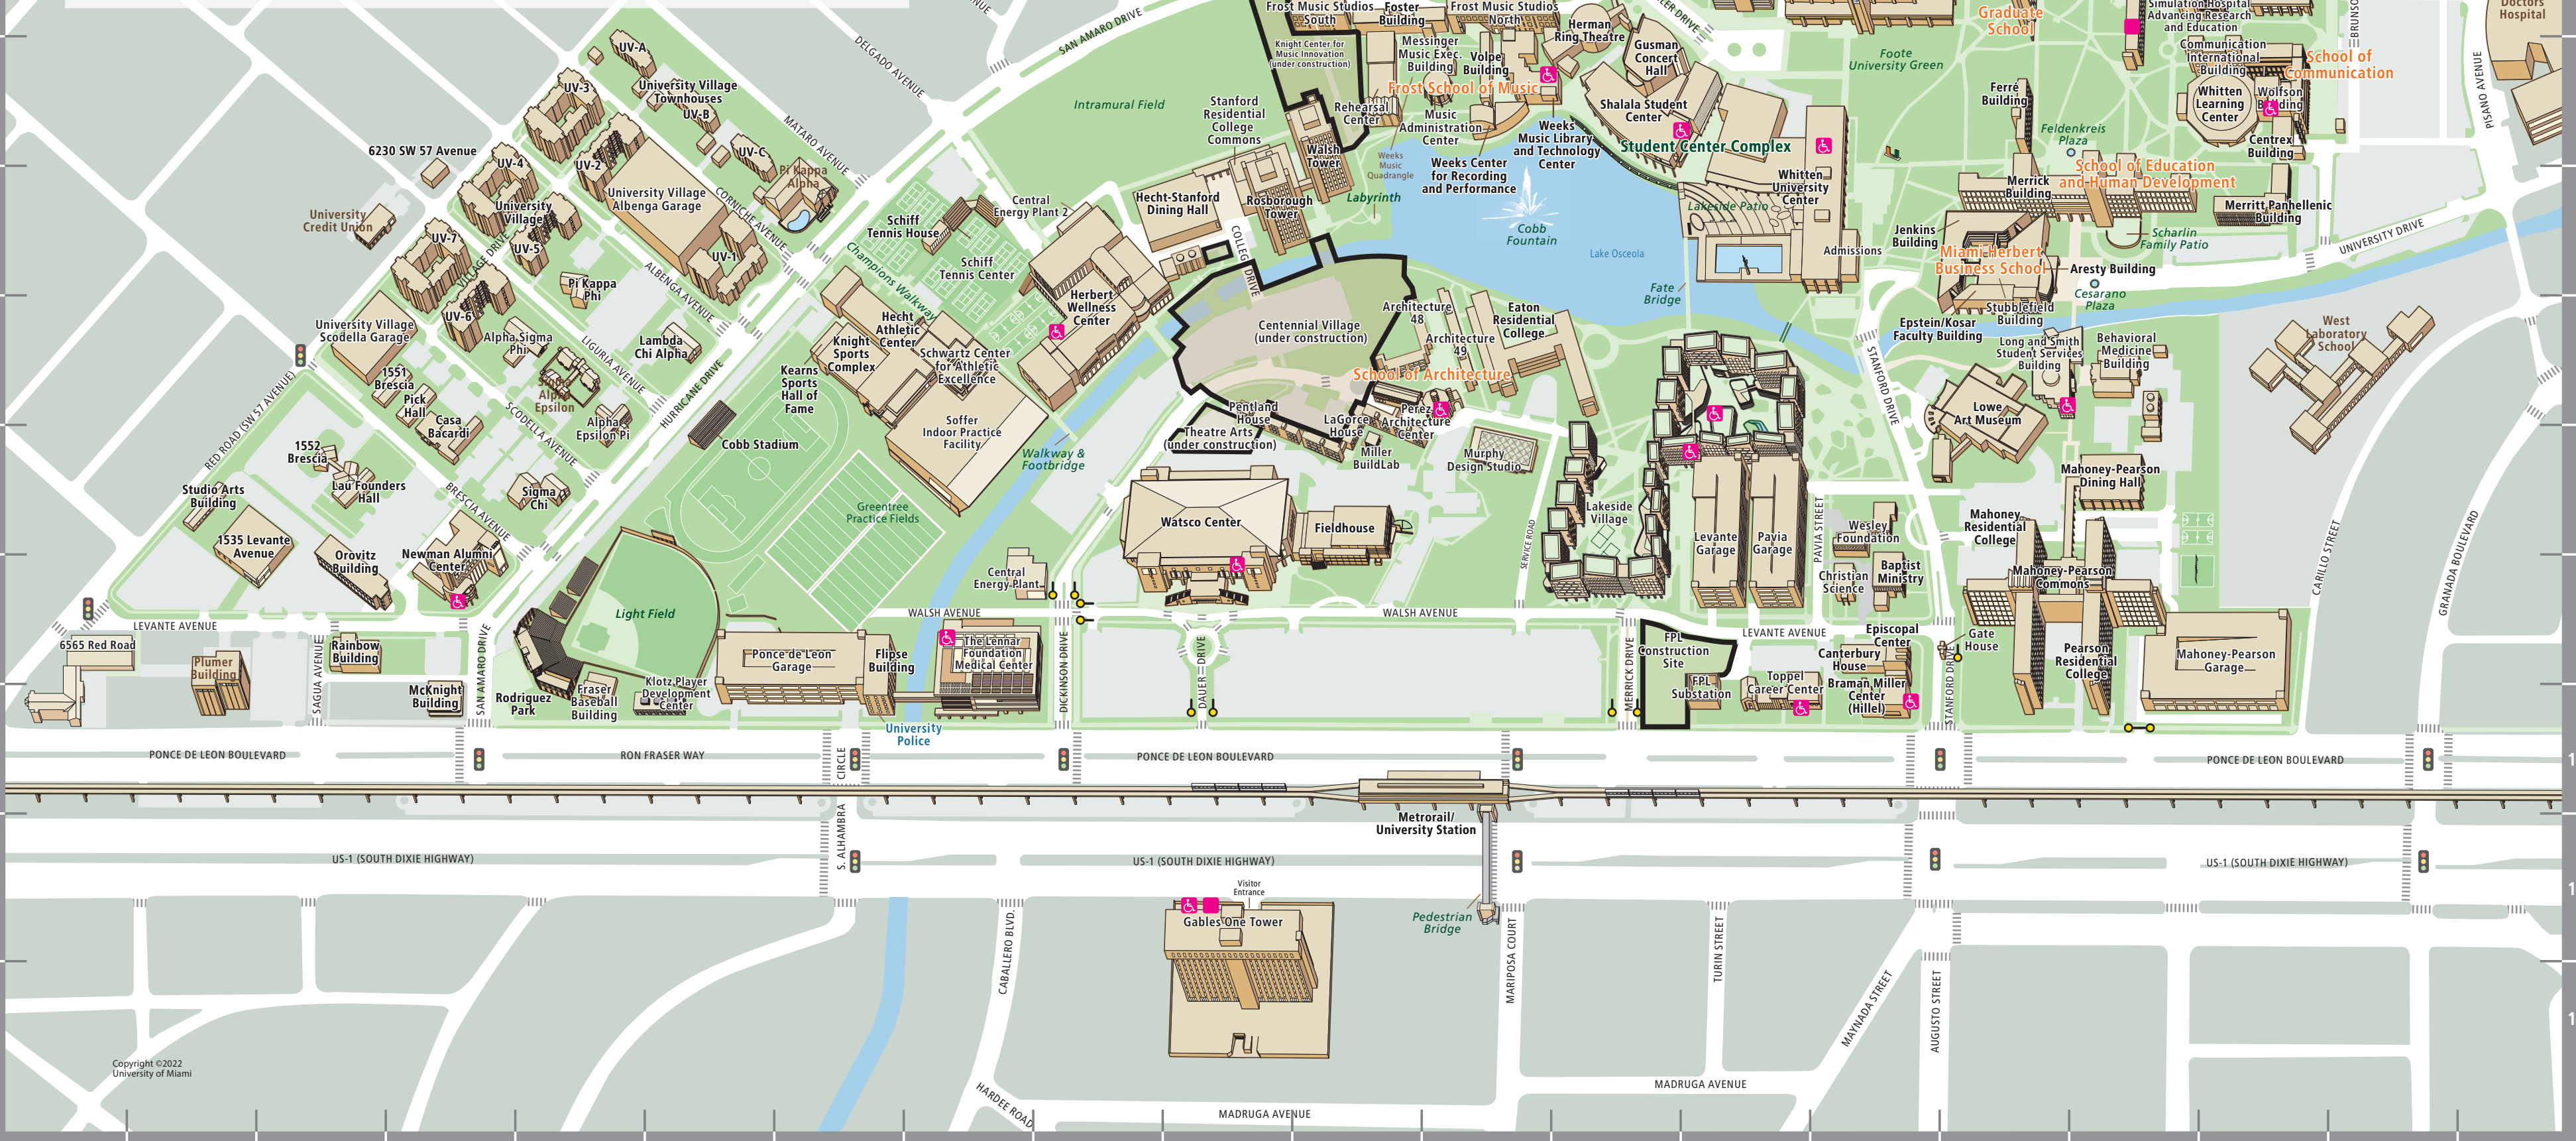 Frost Music Studios
South
Foster
Building
Frost Music Studios
North
Herman
Ring Theatre
Gusman
Concert
Hall
Graduate
School
Simulation Hospital
Advancing Research
and Education
Doctors
Hospital
SAN AMARO DRIVE
DELGADO AVENUE
UV-A
Knight Center for
Music Innovation
(under construction)
Messinger
Music Exec.
Building
Volpe
Building
Frost School of Music
Foote
University Green
Communication
International
Building
School of
Communication
PISANO AVENUE
UV-3
University Village
Townhouses
UV-B
Intramural Field
Stanford
Residential
College
Commons
Rehearsal
Center
Music
Administration
Center
Weeks
Music Library
and Technology
Center
Shalala Student
Center
Student Center Complex
Ferré
Building
Whitten
Learning
Center
Wolfson
Building
Feldenkreis
Plaza
Centrex
Building
MATARO AVENUE
6230 SW 57 Avenue
UV-4
UV-2
UV-C
Pi Kappa
Alpha
Walsh
Tower
Weeks
Music
Quadrangle
Weeks Center
for Recording
and Performance
Whitten
University
Center
School of Education
and Human Development
Merrick
Building
Merritt Panhellenic
Building
University Village
Albenga Garage
CORNICHE AVENUE
University
Credit Union
University
Village
Schiff
Tennis House
Central
Energy Plant 2
Hecht-Stanford
Dining Hall
Rosborough
Tower
Labyrinth
Lakeside Patio
Cobb
Fountain
Jenkins
Building
Scharlin
Family Patio
UNIVERSITY DRIVE
UV-7
VILLAGE DRIVE
UV-5
UV-1
Champions Walkway
Schiff
Tennis Center
COLLEGE DRIVE
Lake Osceola
Admissions
Miami Herbert
Business School
Aresty Building
ALBENGA AVENUE
Pi Kappa
Phi
UV-6
Herbert
Wellness
Center
Architecture
48
Eaton
Residential
College
Fate
Bridge
Cesarano
Plaza
Stubblefield
Building
University Village
Scodella Garage
Alpha Sigma
Phi
Lambda
Chi Alpha
LIGURIA AVENUE
Hecht
Athletic
Center
Knight
Sports
Complex
Schwartz Center
for Athletic
Excellence
Centennial Village
(under construction)
Architecture
49
School of Architecture
Epstein/Kosar
Faculty Building
Long and Smith
Student Services
Building
Behavioral
Medicine
Building
West
Laboratory
School
STANFORD DRIVE
RED ROAD (SW 57 AVENUE)
1551
Brescia
Pick
Hall
Casa
Bacardi
Sigma
Alpha
Epsilon
SCODELLA AVENUE
Alpha
Epsilon Pi
HURRICANE DRIVE
Kearns
Sports
Hall of
Fame
Cobb Stadium
Soffer
Indoor Practice
Facility
Pentland
House
LaGorce
House
Perez
Architecture
Center
Theatre Arts
(under construction)
Lowe
Art Museum
1552
Brescia
Lau Founders
Hall
Walkway &
Footbridge
Miller
BuildLab
Murphy
Design Studio
Mahoney-Pearson
Dining Hall
Studio Arts
Building
BRESCIA AVENUE
Sigma
Chi
Greentree
Practice Fields
Watsco Center
Fieldhouse
SERVICE ROAD
Lakeside
Village
Levante
Garage
Pavia
Garage
PAVIA STREET
Wesley
Foundation
Mahoney
Residential
College
1535 Levante
Avenue
Orovitz
Building
Newman Alumni
Center
Central
Energy Plant
Christian
Science
Baptist
Ministry
Mahoney-Pearson
Commons
CARILLO STREET
GRANADA BOULEVARD
Light Field
WALSH AVENUE
WALSH AVENUE
LEVANTE AVENUE
LEVANTE AVENUE
6565 Red Road
Plumer
Building
SAGUA AVENUE
Rainbow
Building
McKnight
Building
SAN AMARO DRIVE
Rodriguez
Park
Fraser
Baseball
Building
Klotz Player
Development
Center
Ponce de Leon
Garage
Flipse
Building
The Lennar
Foundation
Medical Center
DICKINSON DRIVE
DAUER DRIVE
MERRICK DRIVE
FPL
Construction
Site
FPL
Substation
Toppel
Career Center
Episcopal
Center
Canterbury
House
Braman Miller
Center
(Hillel)
Gate
House
STANFORD DRIVE
Pearson
Residential
College
Mahoney-Pearson
Garage
University
Police
PONCE DE LEON BOULEVARD
RON FRASER WAY
CIRCLE
PONCE DE LEON BOULEVARD
PONCE DE LEON BOULEVARD
Metrorail/
University Station
S. ALHAMBRA
US-1 (SOUTH DIXIE HIGHWAY)
US-1 (SOUTH DIXIE HIGHWAY)
US-1 (SOUTH DIXIE HIGHWAY)
Visitor
Entrance
Gables One Tower
Pedestrian
Bridge
CABALLERO BLVD.
MARIPOSA COURT
TURIN STREET
MAYNADA STREET
AUGUSTO STREET
Copyright ©2022
University of Miami
HARDEE ROAD
MADRUGA AVENUE
MADRUGA AVENUE